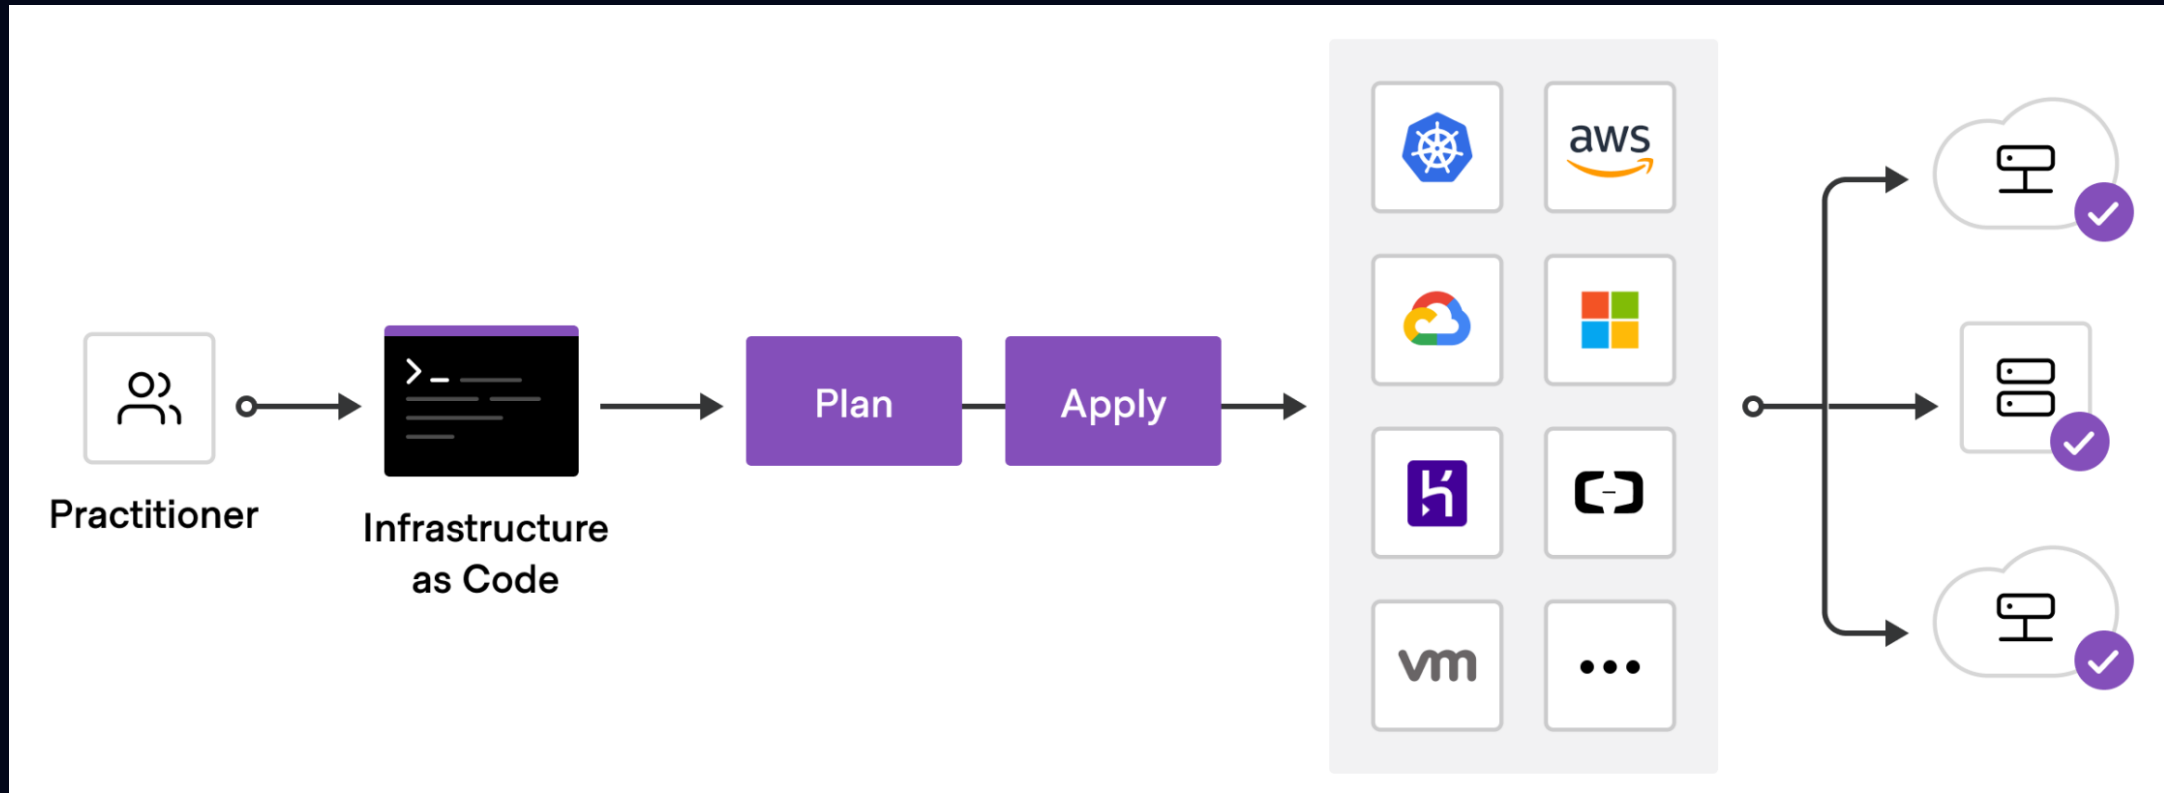 Practitioner
Infrastructure
as Code
Plan
Apply
aws
vm